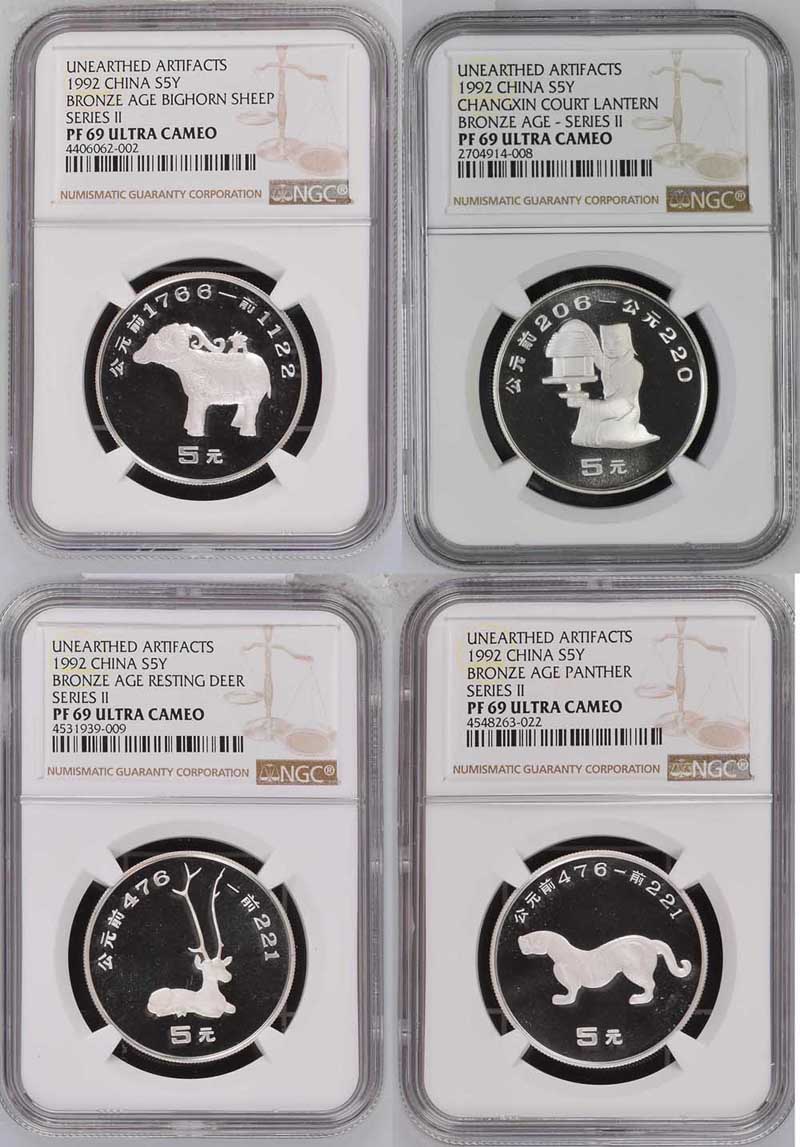 UNEARTHED ARTIFACTS
1992 CHINA S5Y
BRONZE AGE BIGHORN SHEEP
SERIES II
PF 69 ULTRA CAMEO
4406062-002
NUMISMATIC GUARANTY CORPORATION
NGC®
公元前1766一前1122
5元
UNEARTHED ARTIFACTS
1992 CHINA S5Y
CHANGXIN COURT LANTERN
BRONZE AGE - SERIES II
PF 69 ULTRA CAMEO
2704914-008
NUMISMATIC GUARANTY CORPORATION
NGC®
公元前206一公元220
5元
UNEARTHED ARTIFACTS
1992 CHINA S5Y
BRONZE AGE RESTING DEER
SERIES II
PF 69 ULTRA CAMEO
4531939-009
NUMISMATIC GUARANTY CORPORATION
NGC®
公元前476一前221
5元
UNEARTHED ARTIFACTS
1992 CHINA S5Y
BRONZE AGE PANTHER
SERIES II
PF 69 ULTRA CAMEO
4548263-022
NUMISMATIC GUARANTY CORPORATION
NGC®
公元前476一前221
5元